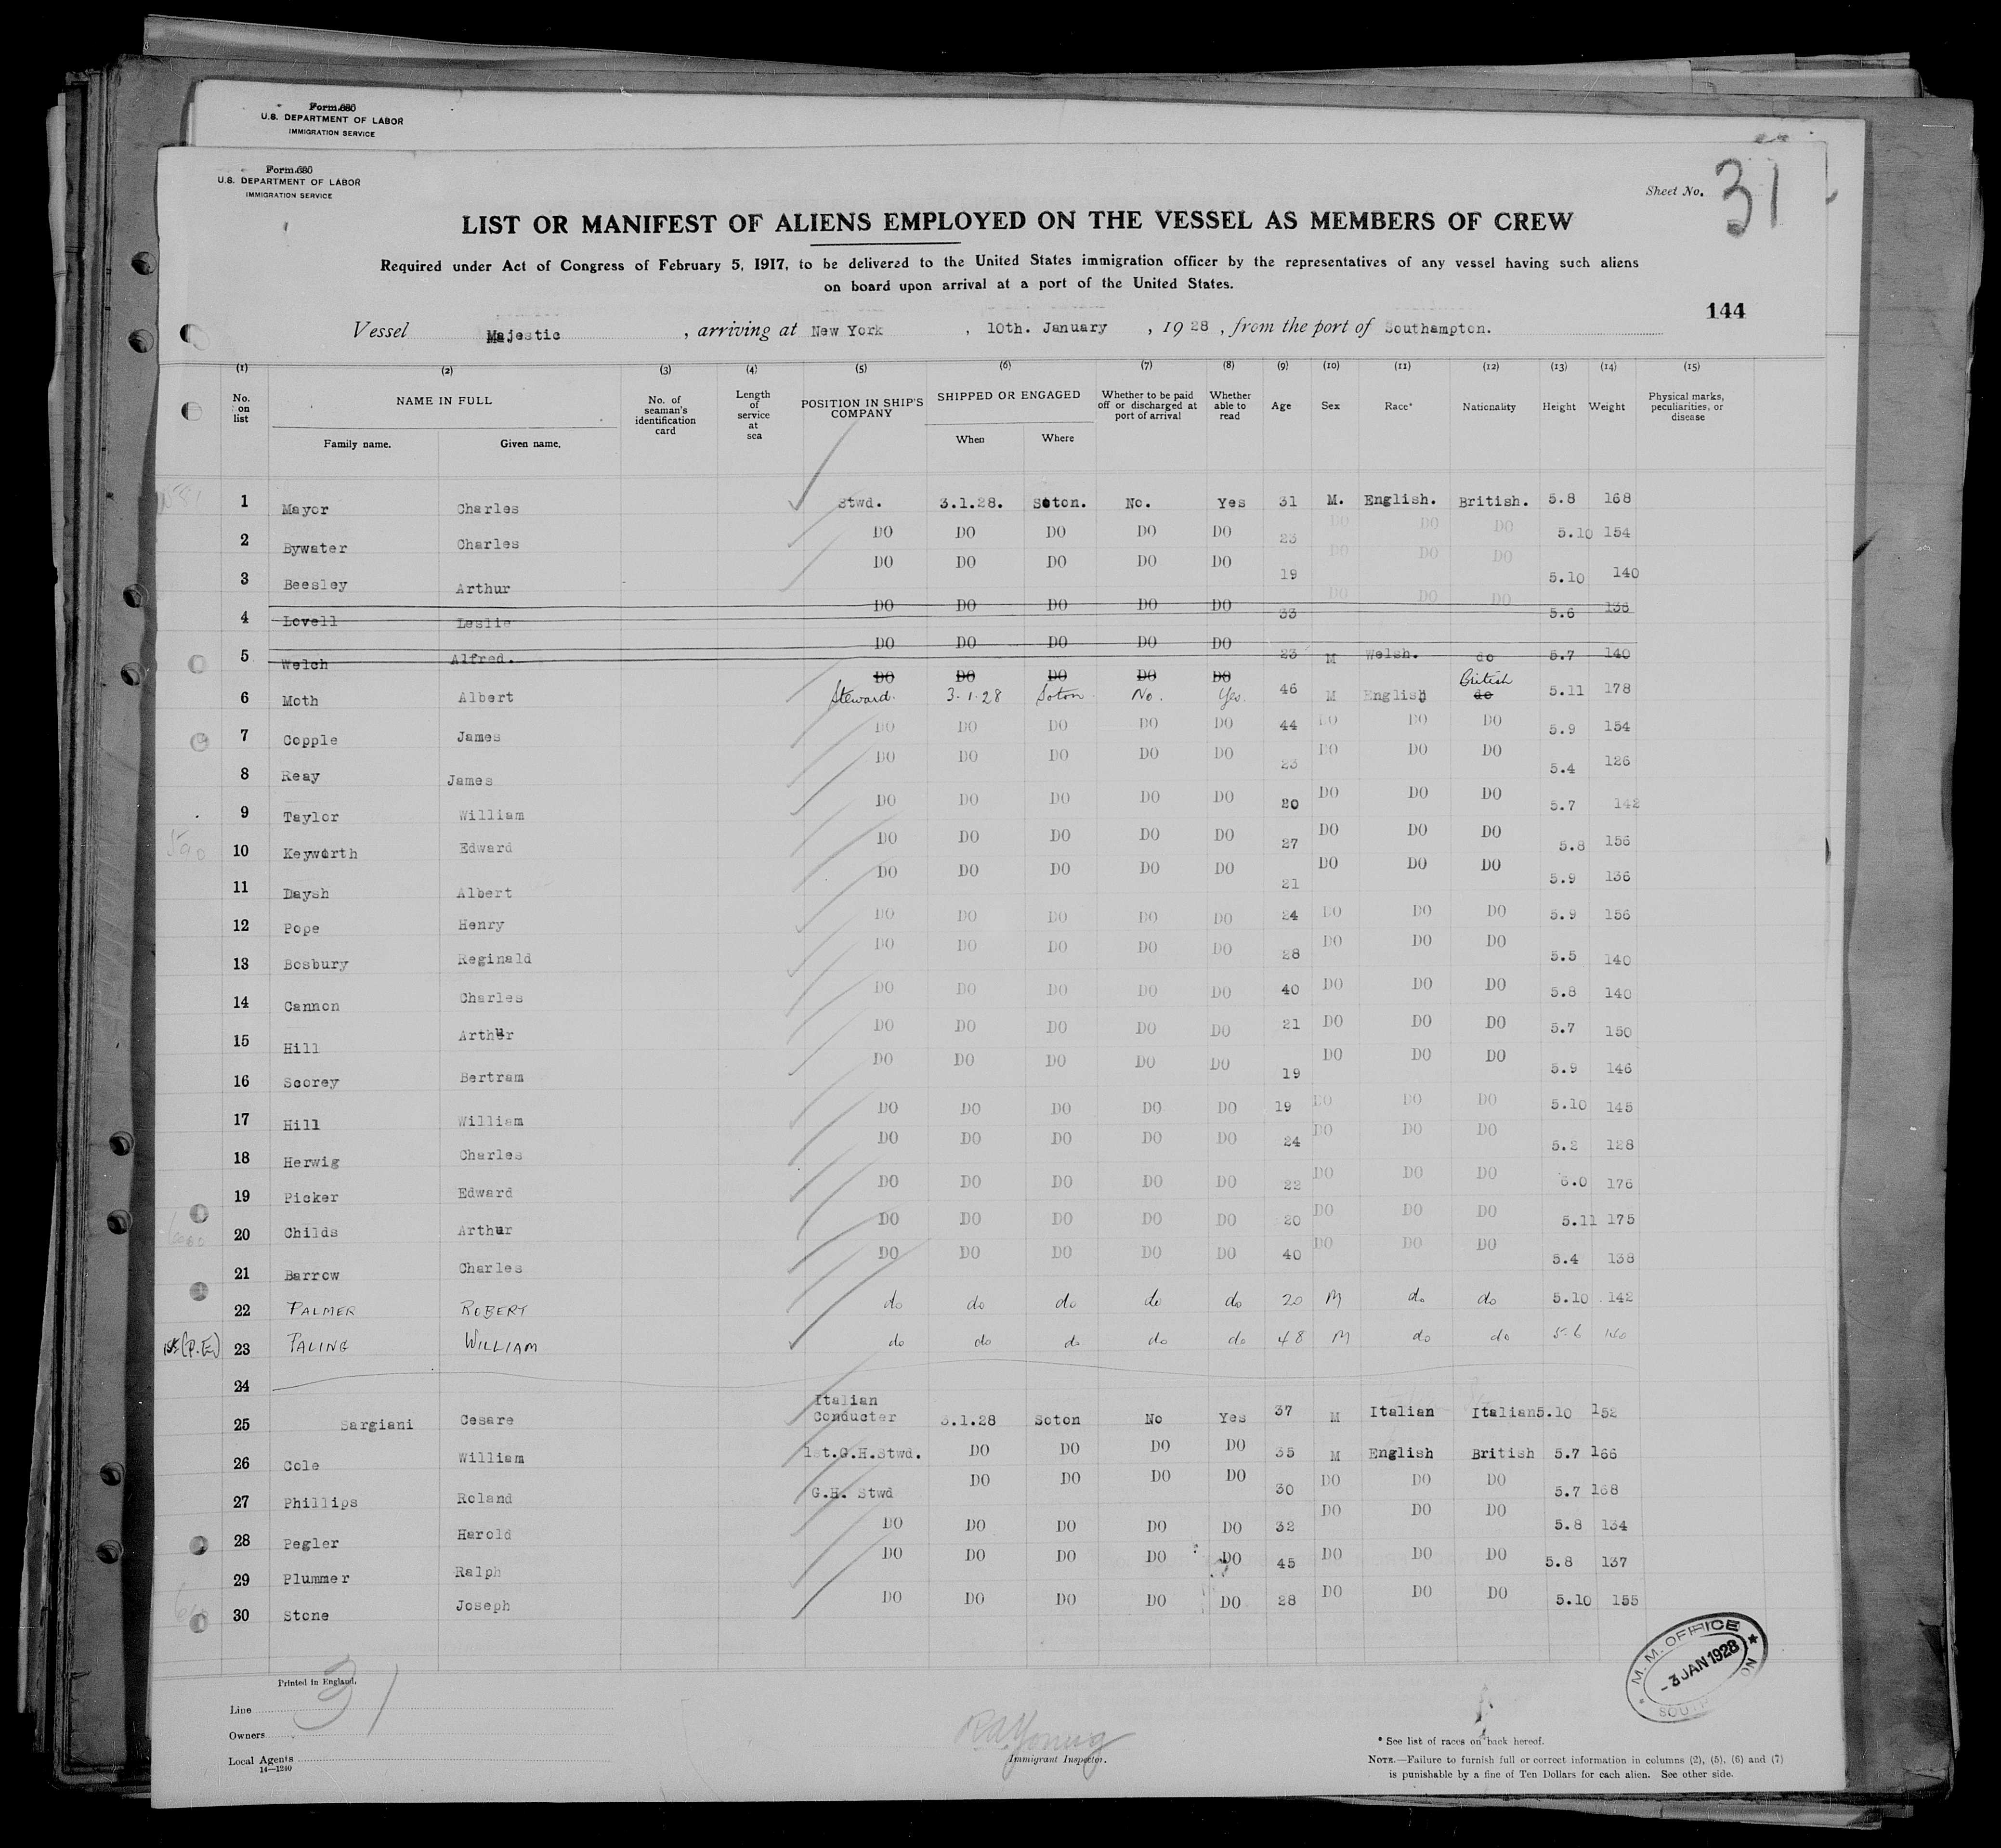 Form 686
U.S. DEPARTMENT OF LABOR
IMMIGRATION SERVICE
Form 686
U.S. DEPARTMENT OF LABOR
IMMIGRATION SERVICE
Sheet No. 31
LIST OR MANIFEST OF ALIENS EMPLOYED ON THE VESSEL AS MEMBERS OF CREW
Required under Act of Congress of February 5, 1917, to be delivered to the United States immigration officer by the representatives of any vessel having such aliens
on board upon arrival at a port of the United States.
144
Vessel Majestic, arriving at New York, 10th. January, 1928, from the port of Southampton.
(1) (2) (3) (4) (5) (6) (7) (8) (9) (10) (11) (12) (13) (14) (15)
No. on list NAME IN FULL Family name. Given name. No. of seaman's identification card Length of service at sea POSITION IN SHIP'S COMPANY SHIPPED OR ENGAGED When Where Whether to be paid off or discharged at port of arrival Whether able to read Age Sex Race* Nationality Height Weight Physical marks, peculiarities, or disease
1 Mayor Charles Stwd. 3.1.28. Soton. No. Yes 31 M. English. British. 5.8 168
2 Bywater Charles DO DO DO DO DO 23 DO DO DO 5.10 154
3 Beesley Arthur DO DO DO DO DO 19 DO DO DO 5.10 140
4 Lovell Leslie DO DO DO DO DO 33 DO DO DO 5.6 136
5 Welch Alfred. DO DO DO DO DO 23 M Welsh. do 5.7 140
DO DO DO DO DO British
6 Moth Albert Steward. 3.1.28 Soton. No. Yes. 46 M English do 5.11 178
7 Copple James DO DO DO DO DO 44 DO DO DO 5.9 154
8 Reay James DO DO DO DO DO 23 DO DO DO 5.4 126
9 Taylor William DO DO DO DO DO 20 DO DO DO 5.7 142
590 10 Keyworth Edward DO DO DO DO DO 27 DO DO DO 5.8 156
11 Daysh Albert DO DO DO DO DO 21 DO DO DO 5.9 136
12 Pope Henry DO DO DO DO DO 24 DO DO DO 5.9 156
13 Bosbury Reginald DO DO DO DO DO 28 DO DO DO 5.5 140
14 Cannon Charles DO DO DO DO DO 40 DO DO DO 5.8 140
15 Hill Arthur DO DO DO DO DO 21 DO DO DO 5.7 150
16 Scorey Bertram DO DO DO DO DO 19 DO DO DO 5.9 146
17 Hill William DO DO DO DO DO 19 DO DO DO 5.10 145
18 Herwig Charles DO DO DO DO DO 24 DO DO DO 5.2 128
19 Picker Edward DO DO DO DO DO 22 DO DO DO 6.0 176
20 Childs Arthur DO DO DO DO DO 20 DO DO DO 5.11 175
21 Barrow Charles DO DO DO DO DO 40 DO DO DO 5.4 138
22 PALMER ROBERT do do do do do 20 M do do 5.10 142
(P.E.) 23 PALING WILLIAM do do do do do 48 M do do 5.6 140
24
25 Sargiani Cesare Italian Conducter 3.1.28 Soton No Yes 37 M Italian Italian 5.10 152
26 Cole William 1st.G.H.Stwd. DO DO DO DO 35 M English British 5.7 166
27 Phillips Roland G.H. Stwd DO DO DO DO 30 DO DO DO 5.7 168
28 Pegler Harold DO DO DO DO DO 32 DO DO DO 5.8 134
29 Plummer Ralph DO DO DO DO DO 45 DO DO DO 5.8 137
30 Stone Joseph DO DO DO DO DO 28 DO DO DO 5.10 155
M. M. OFFICE
- 3 JAN 1928
Printed in England.
31
Line
Owners
Local Agents
14—1240
R A Young
Immigrant Inspector.
* See list of races on back hereof.
NOTE.—Failure to furnish full or correct information in columns (2), (5), (6) and (7)
is punishable by a fine of Ten Dollars for each alien. See other side.